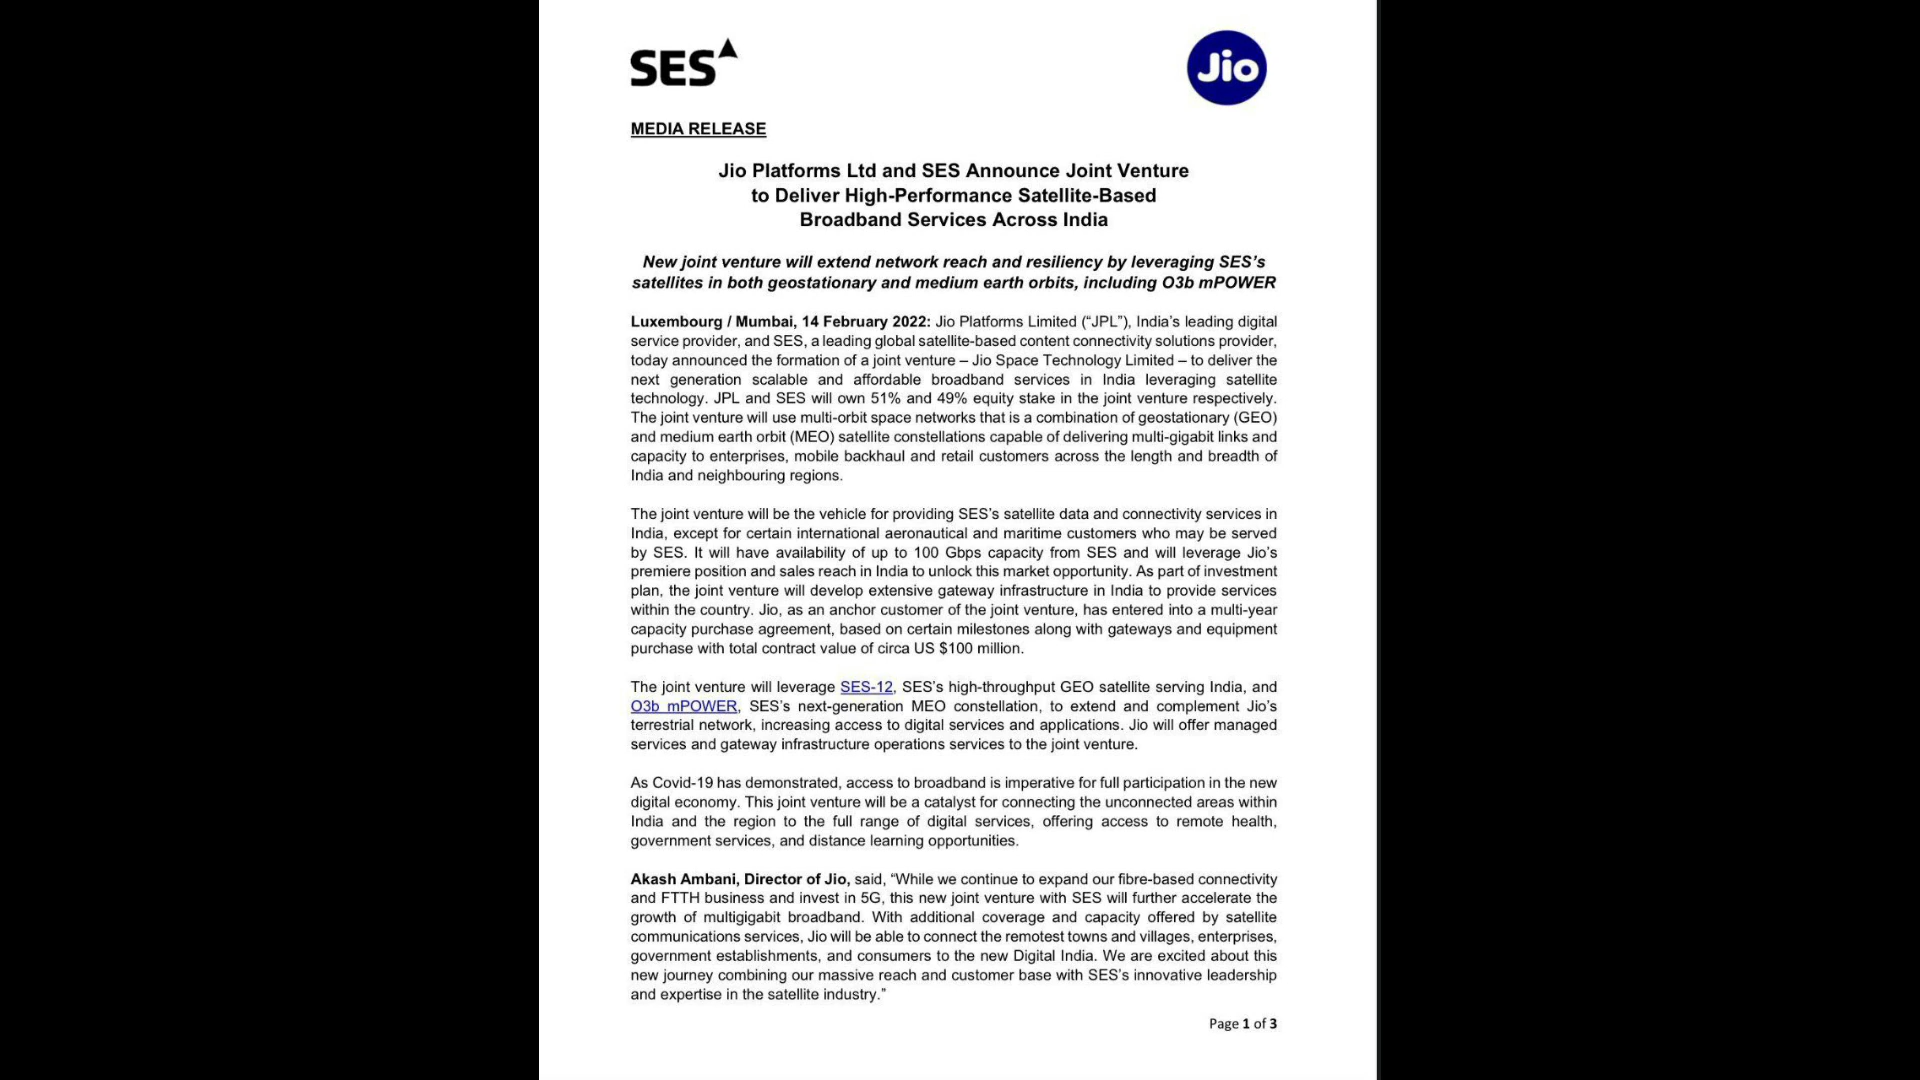 SES
Jio
MEDIA RELEASE
Jio Platforms Ltd and SES Announce Joint Venture
to Deliver High-Performance Satellite-Based
Broadband Services Across India
New joint venture will extend network reach and resiliency by leveraging SES’s
satellites in both geostationary and medium earth orbits, including O3b mPOWER
Luxembourg / Mumbai, 14 February 2022: Jio Platforms Limited (“JPL”), India’s leading digital
service provider, and SES, a leading global satellite-based content connectivity solutions provider,
today announced the formation of a joint venture – Jio Space Technology Limited – to deliver the
next generation scalable and affordable broadband services in India leveraging satellite
technology. JPL and SES will own 51% and 49% equity stake in the joint venture respectively.
The joint venture will use multi-orbit space networks that is a combination of geostationary (GEO)
and medium earth orbit (MEO) satellite constellations capable of delivering multi-gigabit links and
capacity to enterprises, mobile backhaul and retail customers across the length and breadth of
India and neighbouring regions.
The joint venture will be the vehicle for providing SES’s satellite data and connectivity services in
India, except for certain international aeronautical and maritime customers who may be served
by SES. It will have availability of up to 100 Gbps capacity from SES and will leverage Jio’s
premiere position and sales reach in India to unlock this market opportunity. As part of investment
plan, the joint venture will develop extensive gateway infrastructure in India to provide services
within the country. Jio, as an anchor customer of the joint venture, has entered into a multi-year
capacity purchase agreement, based on certain milestones along with gateways and equipment
purchase with total contract value of circa US $100 million.
The joint venture will leverage SES-12, SES’s high-throughput GEO satellite serving India, and
O3b mPOWER, SES’s next-generation MEO constellation, to extend and complement Jio’s
terrestrial network, increasing access to digital services and applications. Jio will offer managed
services and gateway infrastructure operations services to the joint venture.
As Covid-19 has demonstrated, access to broadband is imperative for full participation in the new
digital economy. This joint venture will be a catalyst for connecting the unconnected areas within
India and the region to the full range of digital services, offering access to remote health,
government services, and distance learning opportunities.
Akash Ambani, Director of Jio, said, “While we continue to expand our fibre-based connectivity
and FTTH business and invest in 5G, this new joint venture with SES will further accelerate the
growth of multigigabit broadband. With additional coverage and capacity offered by satellite
communications services, Jio will be able to connect the remotest towns and villages, enterprises,
government establishments, and consumers to the new Digital India. We are excited about this
new journey combining our massive reach and customer base with SES’s innovative leadership
and expertise in the satellite industry.”
Page 1 of 3